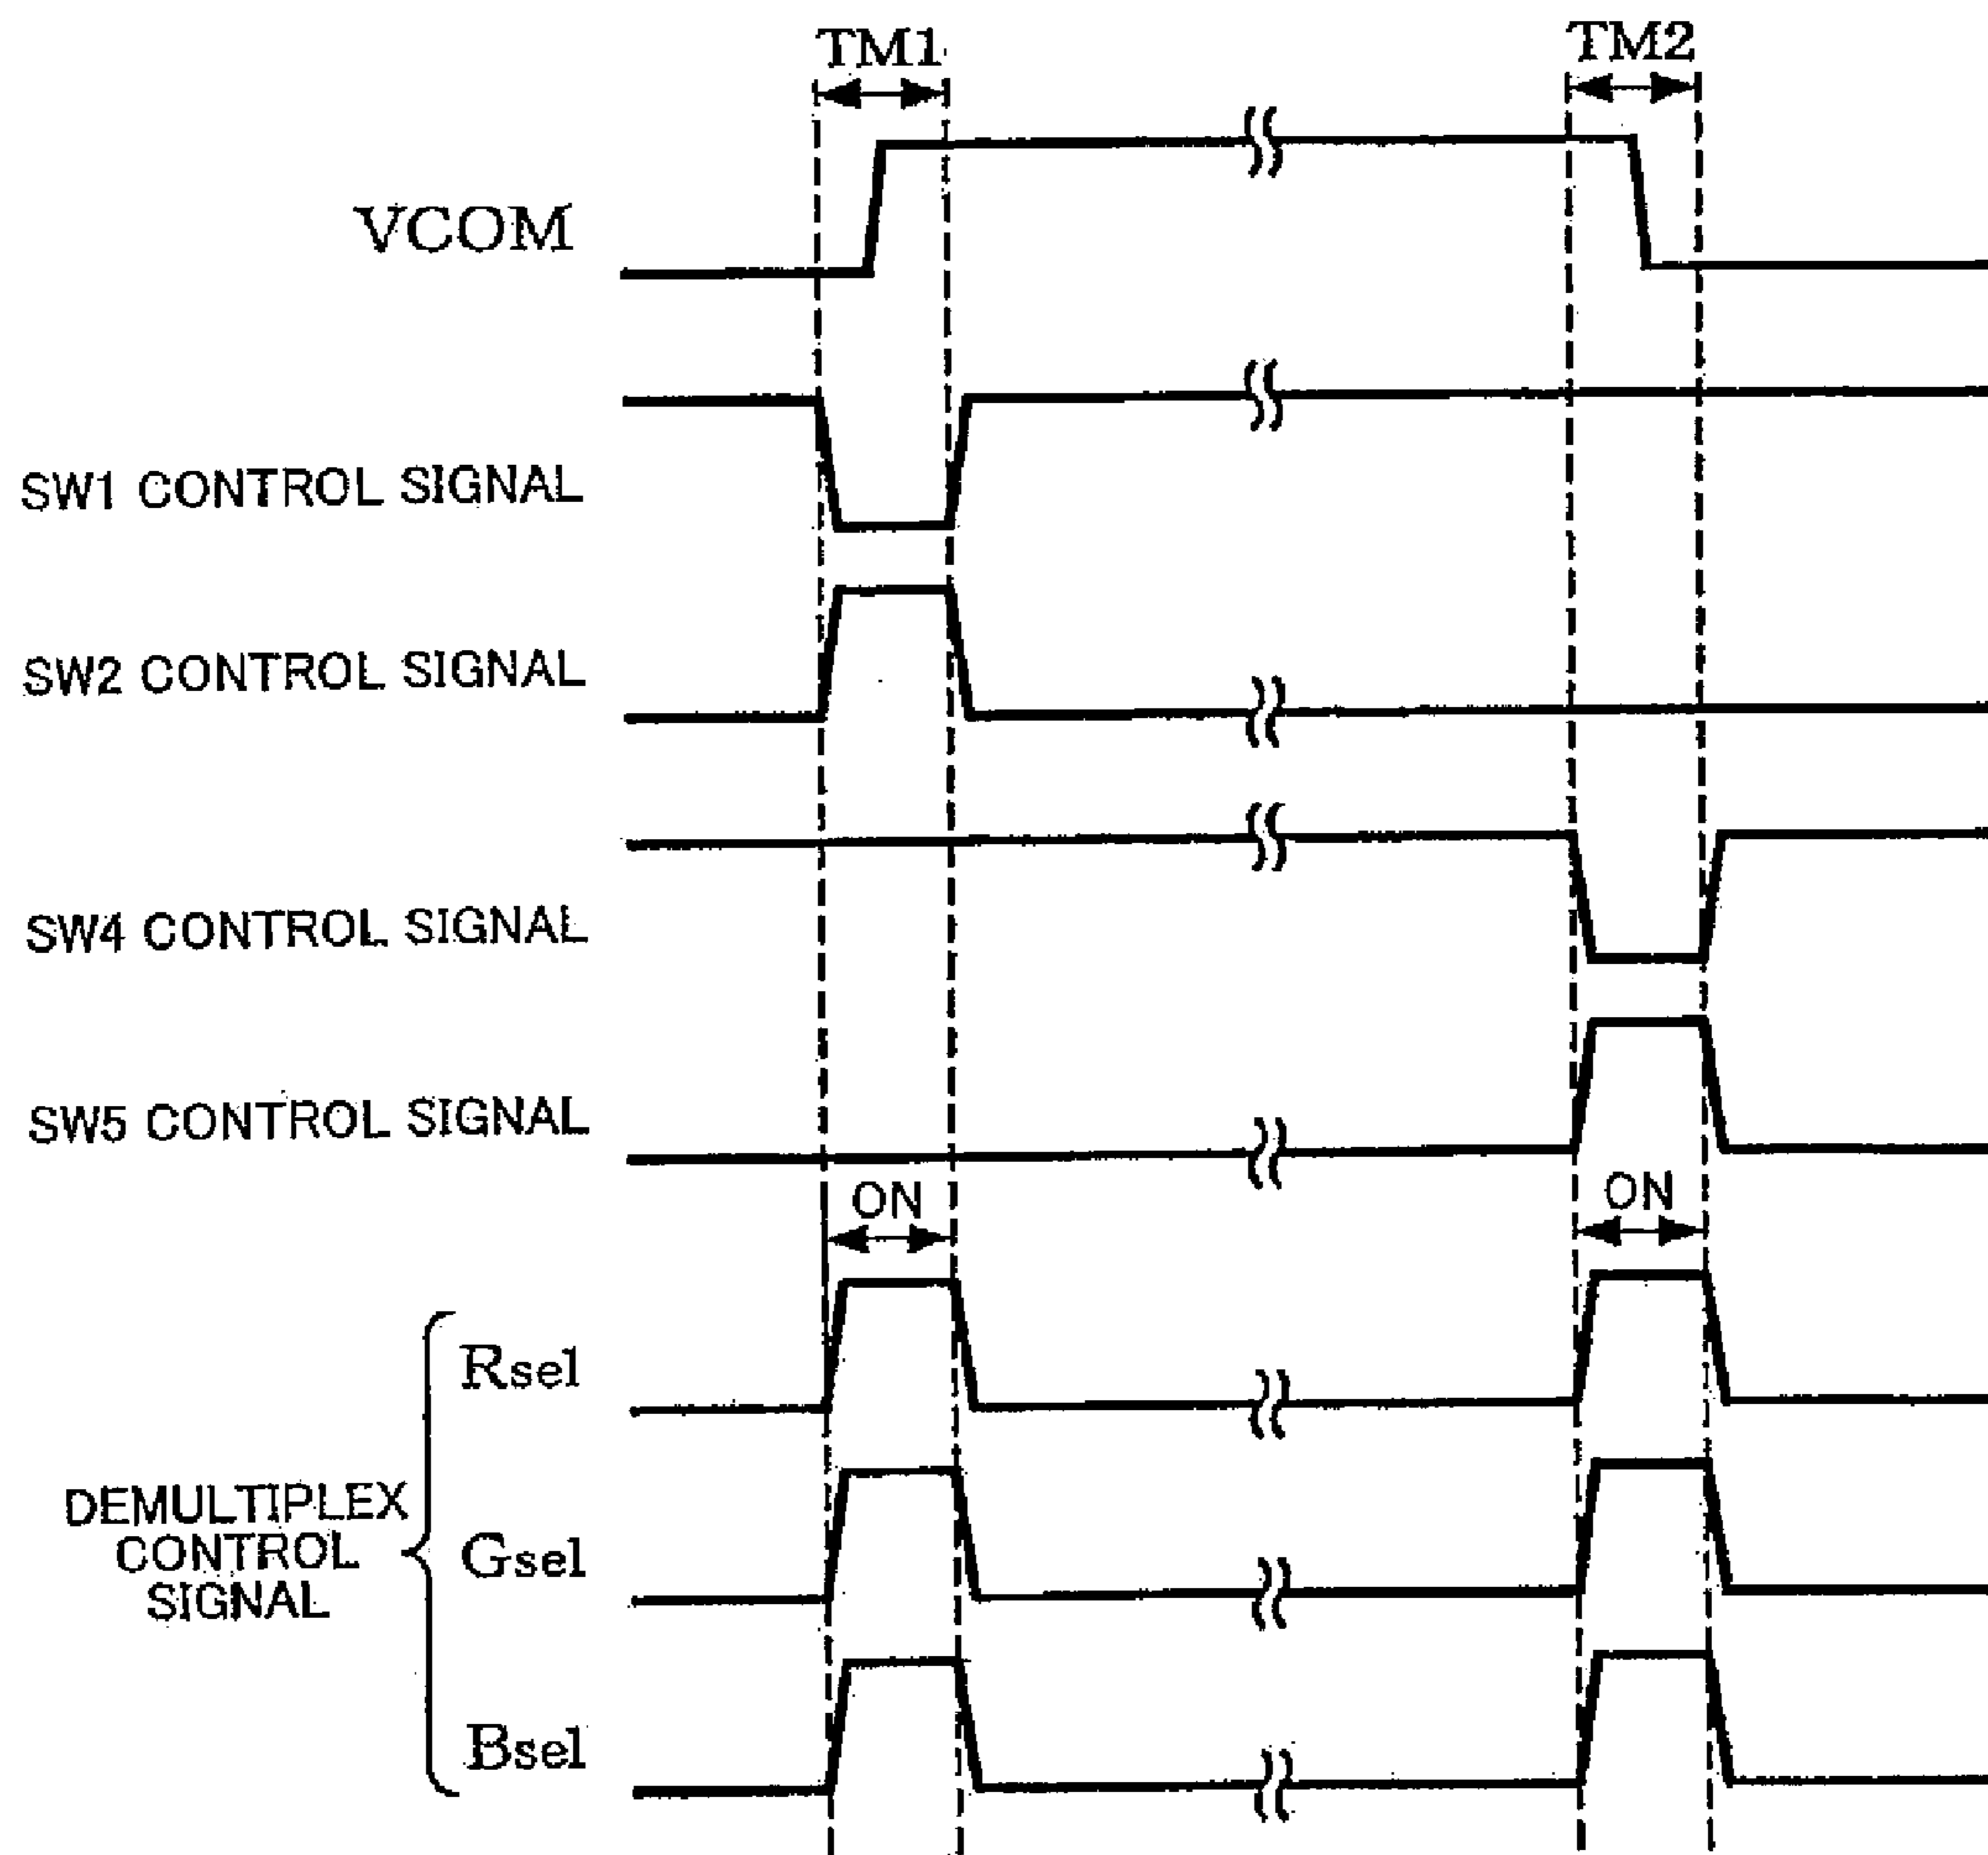 TM1
TM2
VCOM
SW1 CONTROL SIGNAL
SW2 CONTROL SIGNAL
SW4 CONTROL SIGNAL
SW5 CONTROL SIGNAL
ON
ON
Rsel
DEMULTIPLEX
CONTROL
SIGNAL
Gsel
Bsel